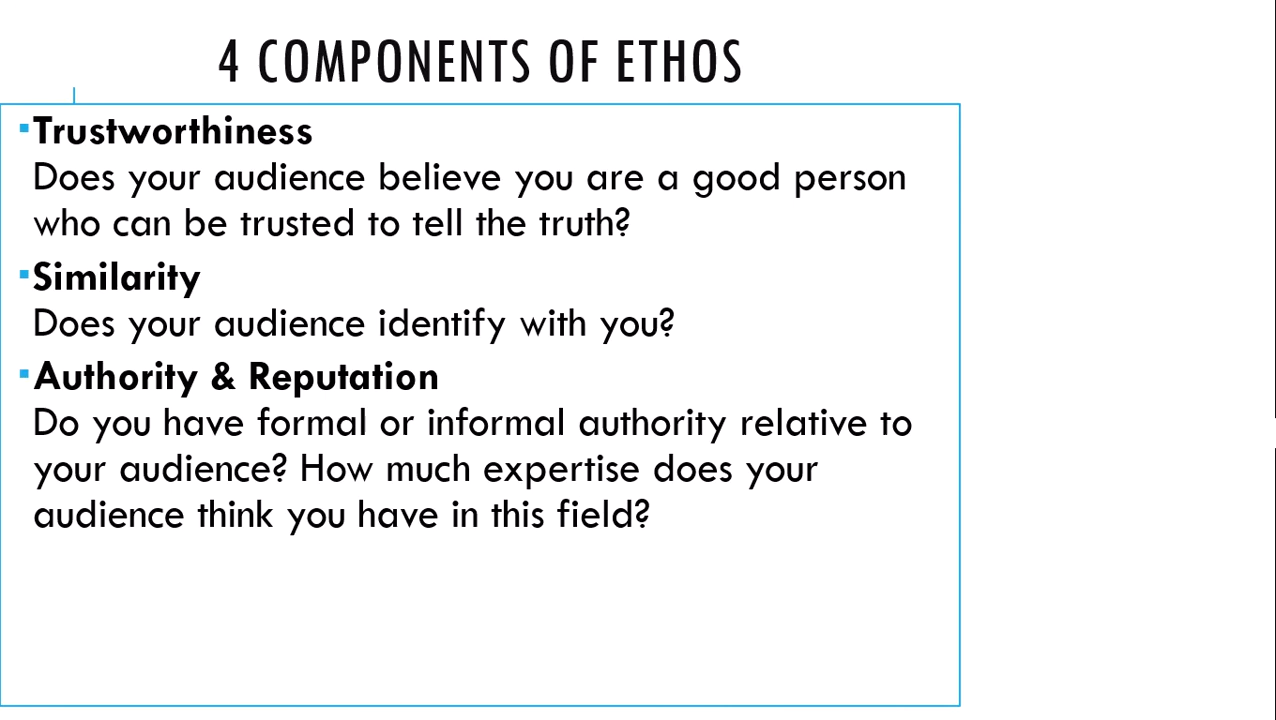 4 COMPONENTS OF ETHOS
▪Trustworthiness
Does your audience believe you are a good person
who can be trusted to tell the truth?
▪Similarity
Does your audience identify with you?
▪Authority & Reputation
Do you have formal or informal authority relative to
your audience? How much expertise does your
audience think you have in this field?